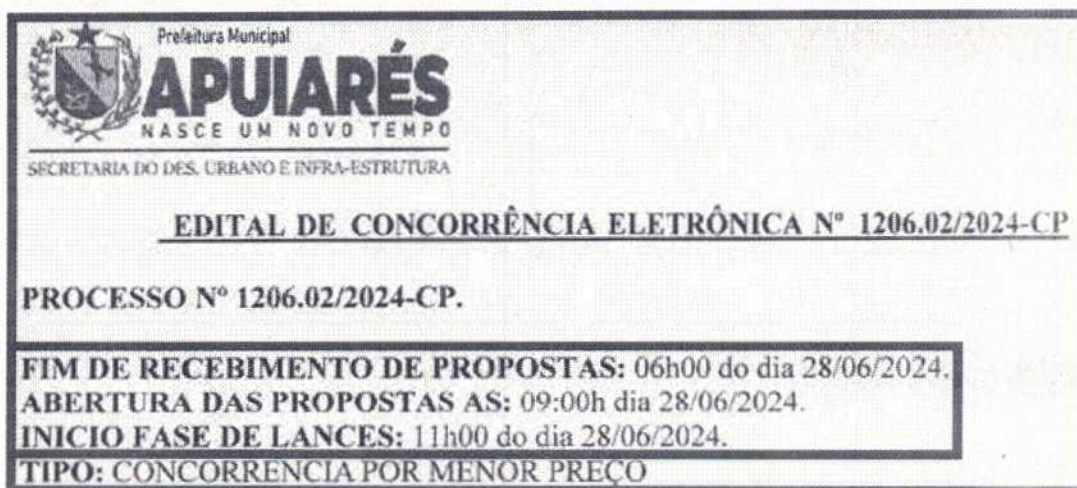 Prefeitura Municipal
APUIARÉS
NASCE UM NOVO TEMPO
SECRETARIA DO DES. URBANO E INFRA-ESTRUTURA
EDITAL DE CONCORRÊNCIA ELETRÔNICA Nº 1206.02/2024-CP
PROCESSO Nº 1206.02/2024-CP.
FIM DE RECEBIMENTO DE PROPOSTAS: 06h00 do dia 28/06/2024.
ABERTURA DAS PROPOSTAS AS: 09:00h dia 28/06/2024.
INICIO FASE DE LANCES: 11h00 do dia 28/06/2024.
TIPO: CONCORRENCIA POR MENOR PREÇO